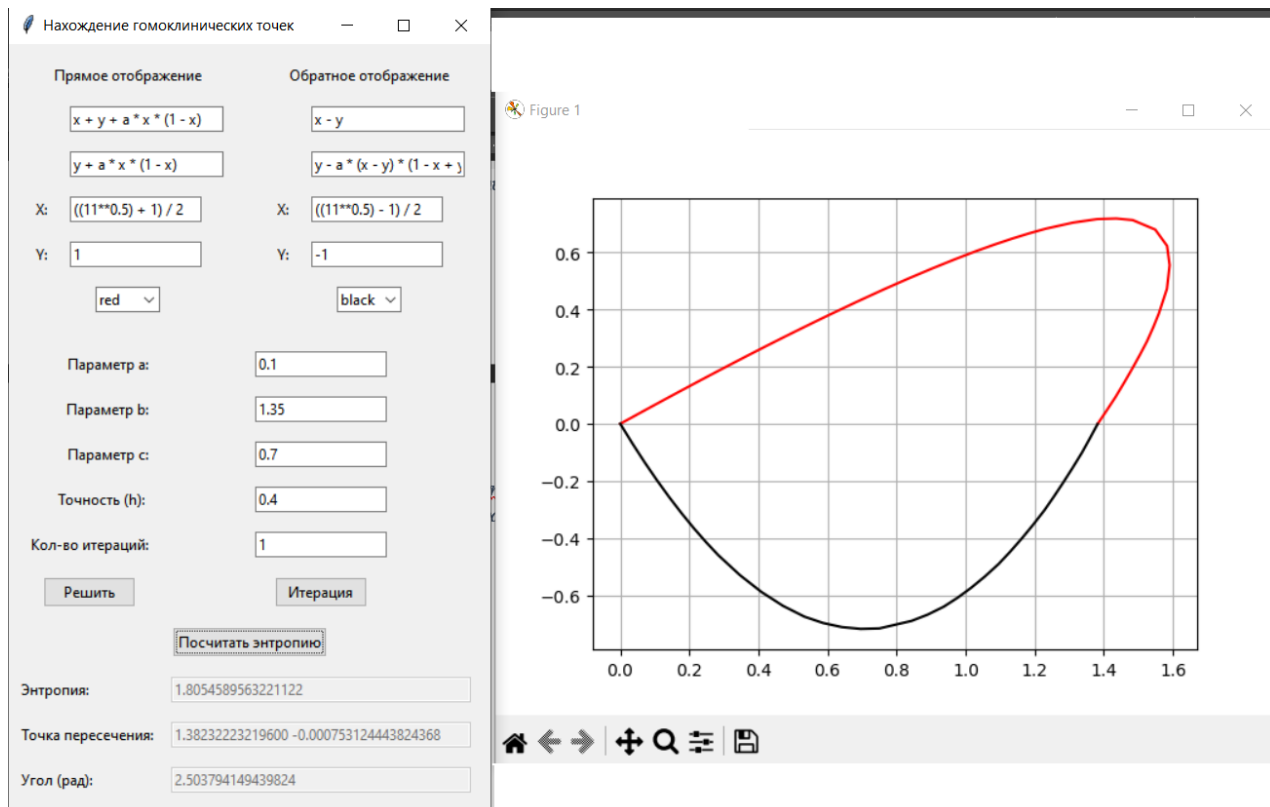 Нахождение гомоклинических точек
Прямое отображение
Обратное отображение
x + y + a * x * (1 - x)
x - y
y + a * x * (1 - x)
y - a * (x - y) * (1 - x + y
X:
((11**0.5) + 1) / 2
X:
((11**0.5) - 1) / 2
Y:
1
Y:
-1
red
black
Параметр a:
0.1
Параметр b:
1.35
Параметр c:
0.7
Точность (h):
0.4
Кол-во итераций:
1
Решить
Итерация
Посчитать энтропию
Энтропия:
1.8054589563221122
Точка пересечения:
1.38232223219600 -0.000753124443824368
Угол (рад):
2.503794149439824
Figure 1
0.6
0.4
0.2
0.0
−0.2
−0.4
−0.6
0.0 0.2 0.4 0.6 0.8 1.0 1.2 1.4 1.6